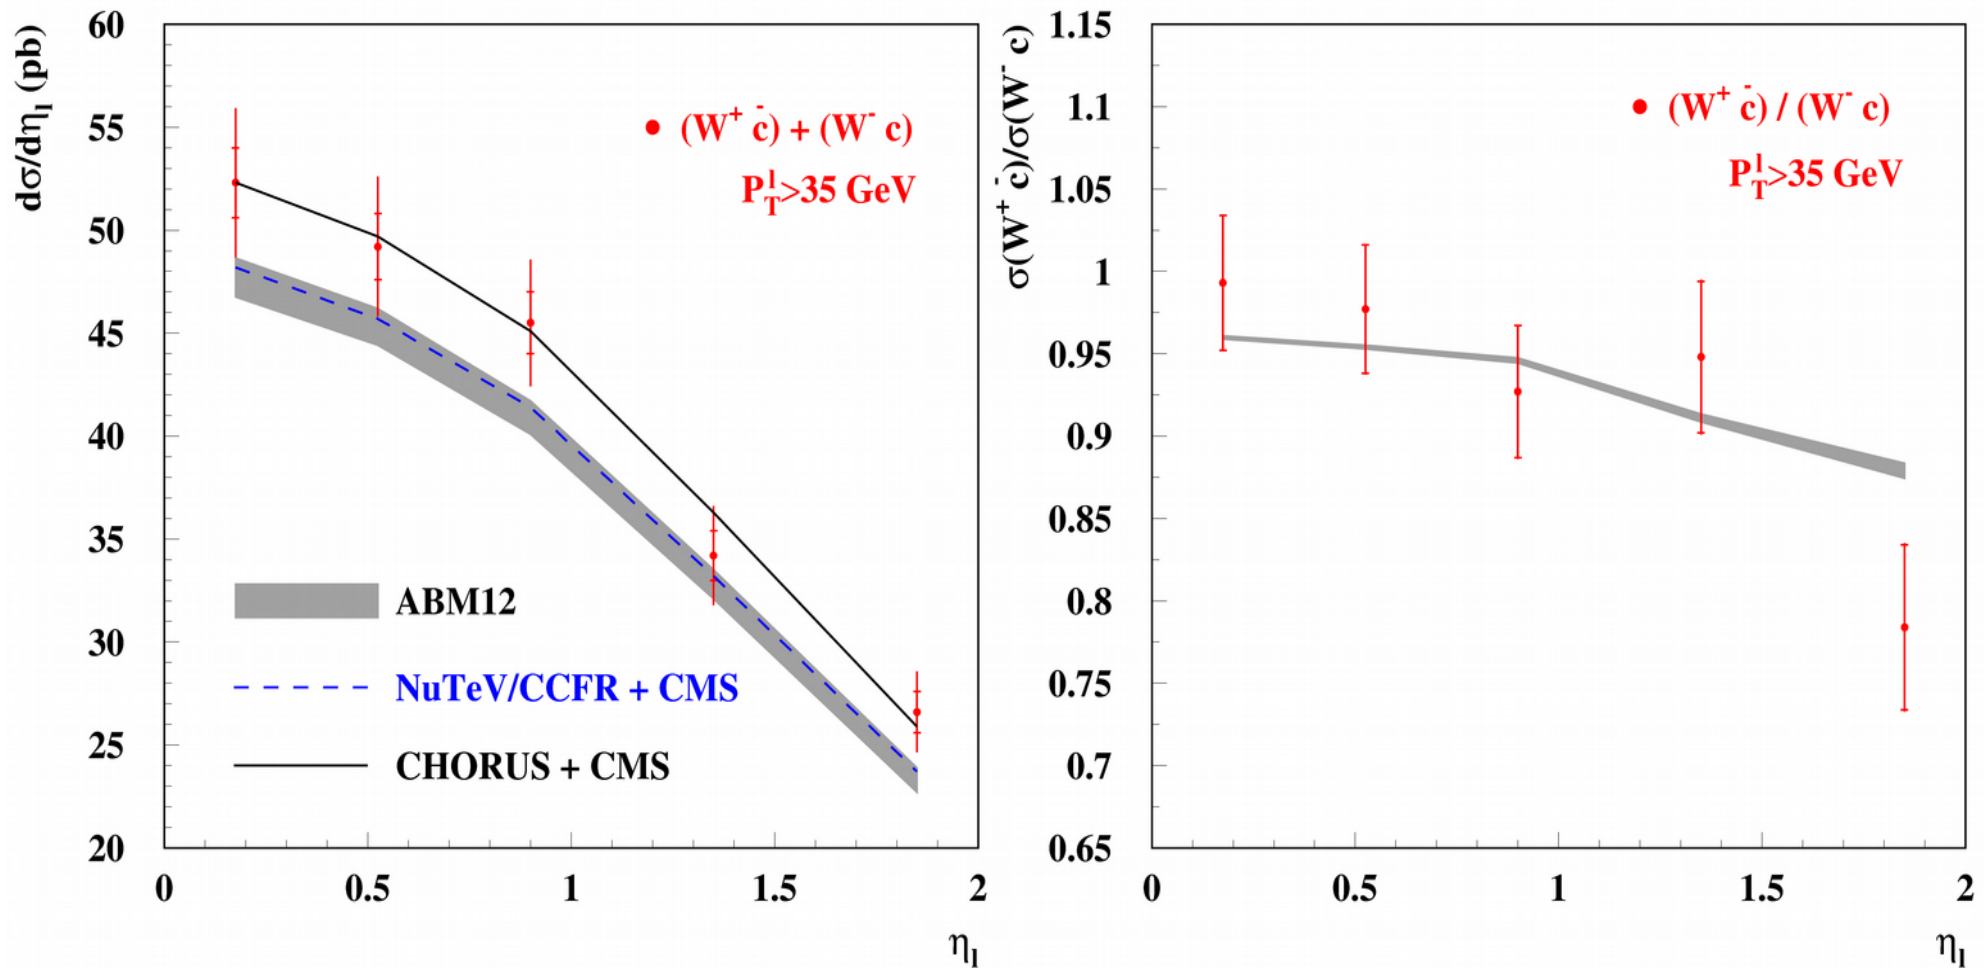 dσ/dη_l (pb)
60
55
50
45
40
35
30
25
20
(W⁺ c̄) + (W⁻ c)
P_T^l>35 GeV
ABM12
NuTeV/CCFR + CMS
CHORUS + CMS
0 0.5 1 1.5 2
η_l
σ(W⁺ c̄)/σ(W⁻ c)
1.15
1.1
1.05
1
0.95
0.9
0.85
0.8
0.75
0.7
0.65
(W⁺ c̄) / (W⁻ c)
P_T^l>35 GeV
0 0.5 1 1.5 2
η_l